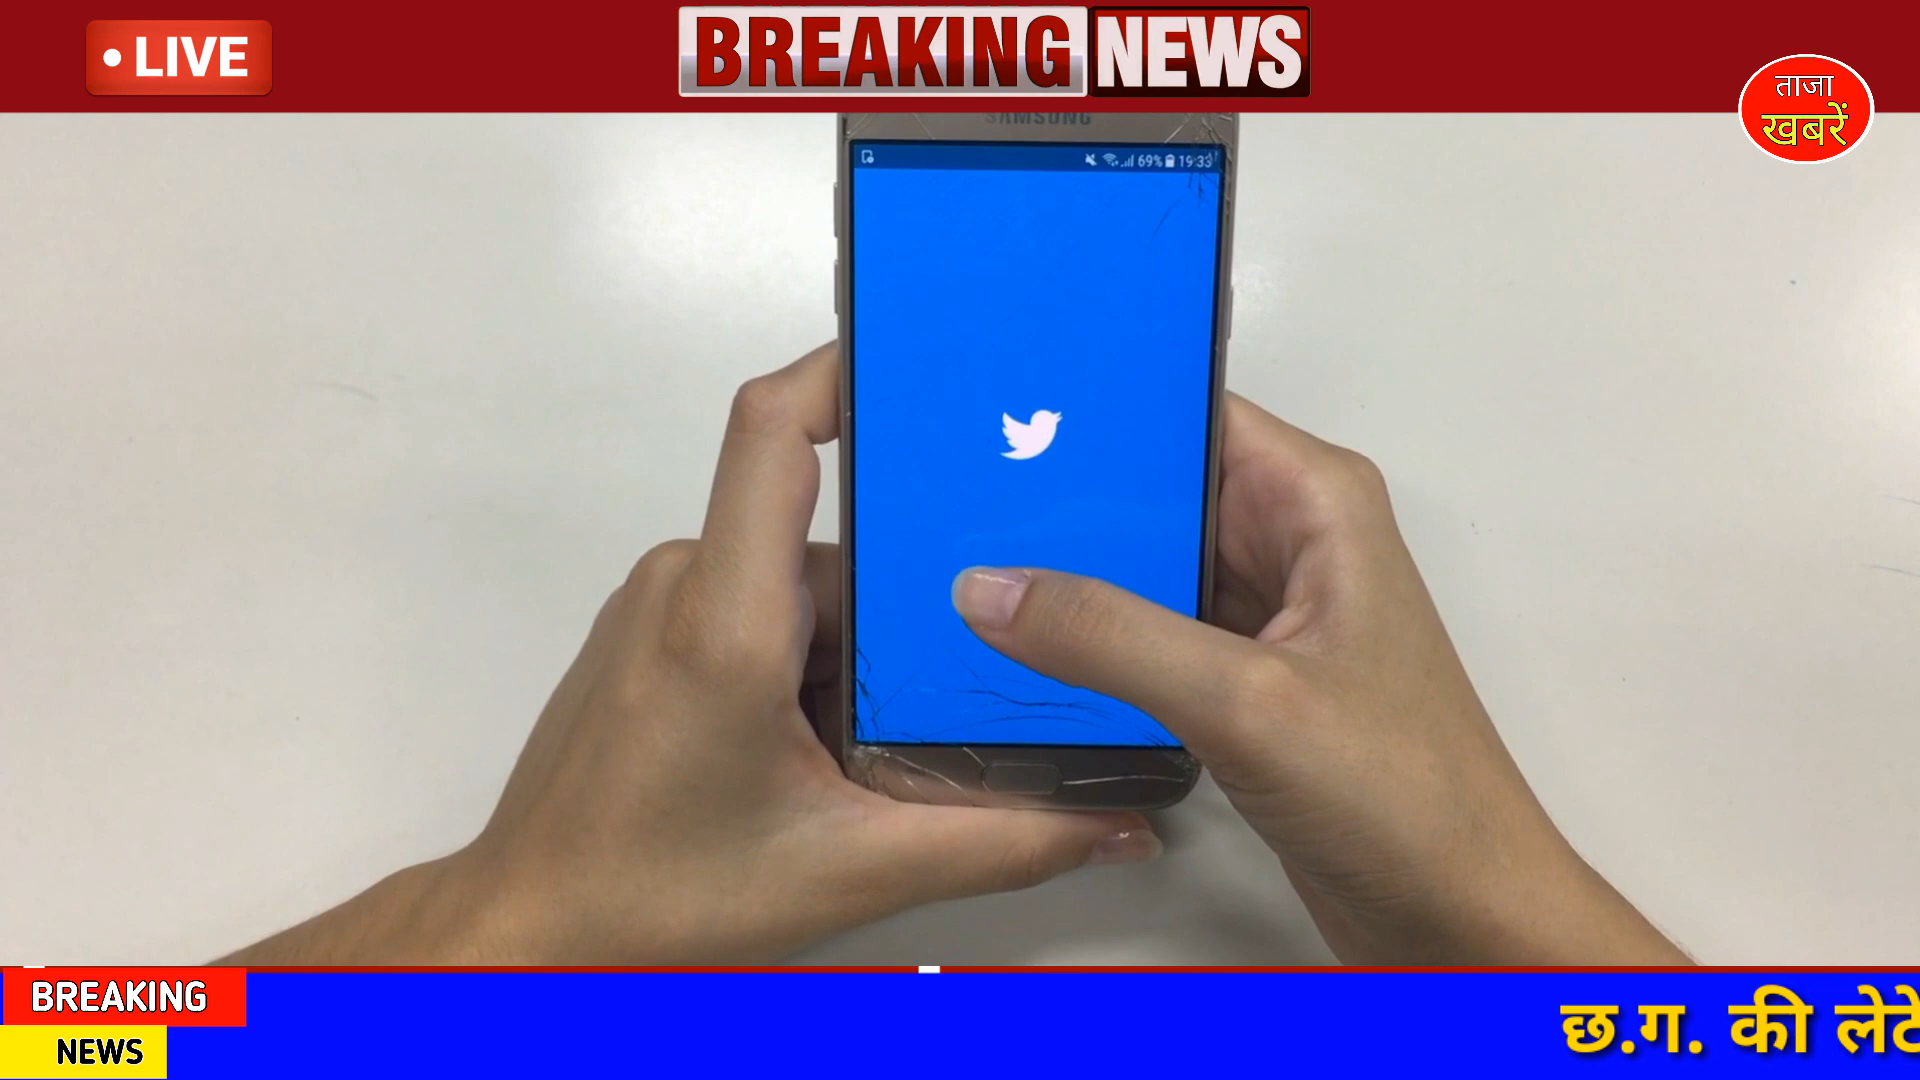 LIVE
BREAKING NEWS
ताजा
खबरें
SAMSUNG
69% 19:33
BREAKING
NEWS
छ.ग. की लेटे